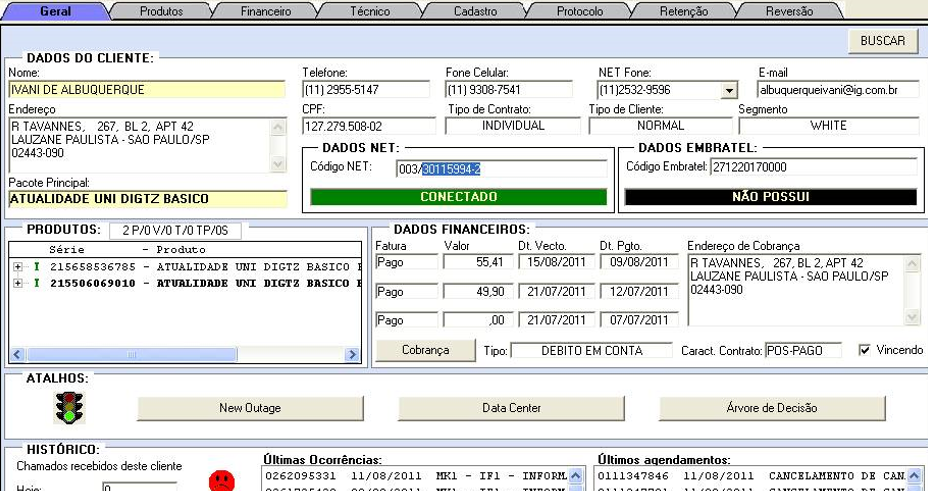 Geral Produtos Financeiro Técnico Cadastro Protocolo Retenção Reversão
BUSCAR
DADOS DO CLIENTE:
Nome:
IVANI DE ALBUQUERQUE
Telefone:
(11) 2955-5147
Fone Celular:
(11) 9308-7541
NET Fone:
(11)2532-9596
E-mail
albuquerqueivani@ig.com.br
Endereço
R TAVANNES, 267, BL 2, APT 42
LAUZANE PAULISTA - SAO PAULO/SP
02443-090
CPF:
127.279.508-02
Tipo de Contrato:
INDIVIDUAL
Tipo de Cliente:
NORMAL
Segmento
WHITE
Pacote Principal:
ATUALIDADE UNI DIGTZ BASICO
DADOS NET:
Código NET: 003/30115994-2
CONECTADO
DADOS EMBRATEL:
Código Embratel: 271220170000
NÃO POSSUI
PRODUTOS: 2 P/0 V/0 T/0 TP/0S
Série - Produto
I 215658536785 - ATUALIDADE UNI DIGTZ BASICO
I 215506069010 - ATUALIDADE UNI DIGTZ BASICO
DADOS FINANCEIROS:
Fatura Valor Dt. Vecto. Dt. Pgto.
Pago 55,41 15/08/2011 09/08/2011
Pago 49,90 21/07/2011 12/07/2011
Pago ,00 21/07/2011 07/07/2011
Endereço de Cobrança
R TAVANNES, 267, BL 2, APT 42
LAUZANE PAULISTA - SAO PAULO/SP
02443-090
Cobrança Tipo: DEBITO EM CONTA Caract. Contrato: POS-PAGO Vincendo
ATALHOS:
New Outage Data Center Árvore de Decisão
HISTÓRICO:
Chamados recebidos deste cliente
Hoje: 0
Últimas Ocorrências:
0262095331 11/08/2011 MK1 - IF1 - INFORM
Últimos agendamentos:
0111347846 11/08/2011 CANCELAMENTO DE CAN